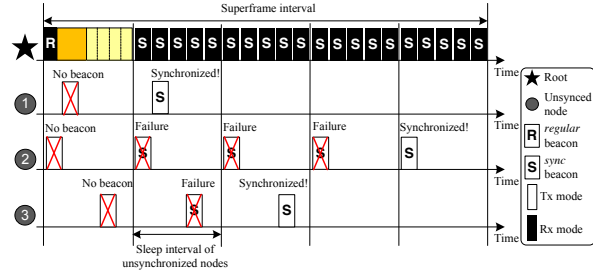 Superframe interval
R S S S S S S S S S S S S S S S S S S S S
Time
No beacon Synchronized!
1 S
Time
No beacon Failure Failure Failure Synchronized!
2 S S S S
Time
No beacon Failure Synchronized!
3 S S
Time
Sleep interval of
unsynchronized nodes
Root
Unsynced
node
R regular
beacon
S sync
beacon
Tx mode
Rx mode